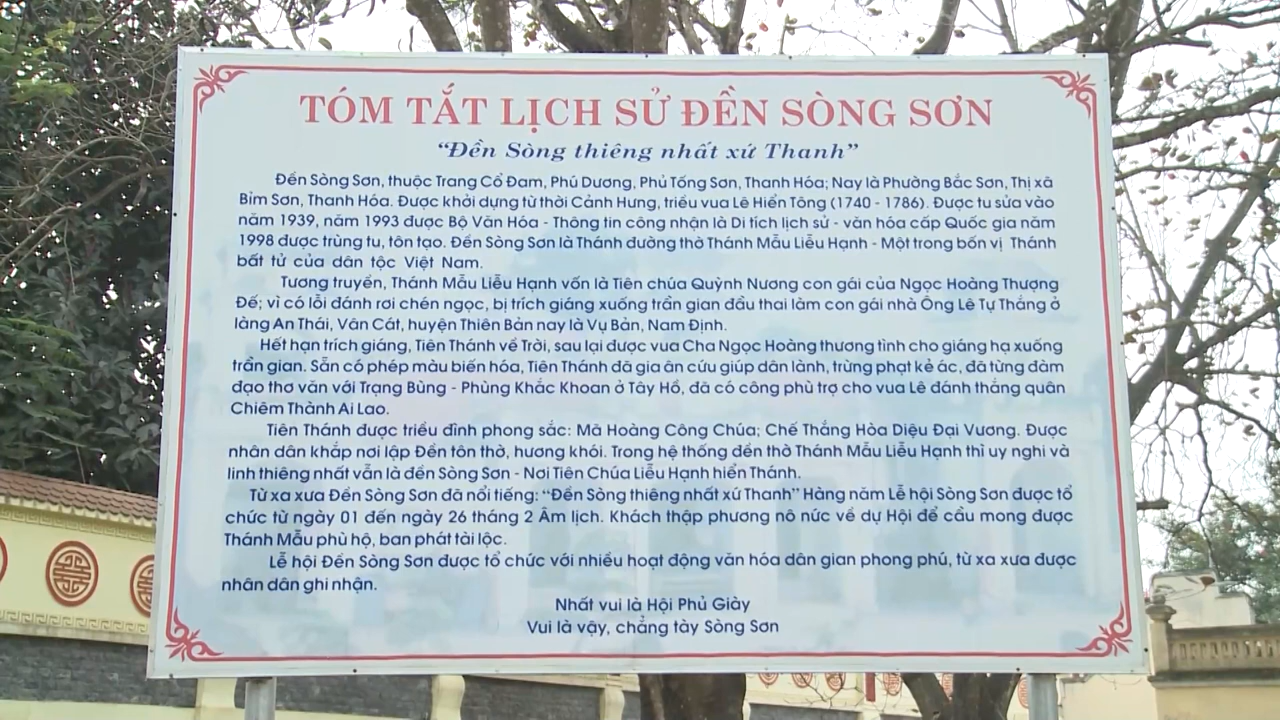 TÓM TẮT LỊCH SỬ ĐỀN SÒNG SƠN
“Đền Sòng thiêng nhất xứ Thanh”
Đền Sòng Sơn, thuộc Trang Cổ Đam, Phú Dương, Phủ Tống Sơn, Thanh Hóa; Nay là Phường Bắc Sơn, Thị xã
Bỉm Sơn, Thanh Hóa. Được khởi dựng từ thời Cảnh Hưng, triều vua Lê Hiển Tông (1740 - 1786). Được tu sửa vào
năm 1939, năm 1993 được Bộ Văn Hóa - Thông tin công nhận là Di tích lịch sử - văn hóa cấp Quốc gia năm
1998 được trùng tu, tôn tạo. Đền Sòng Sơn là Thánh đường thờ Thánh Mẫu Liễu Hạnh - Một trong bốn vị Thánh
bất tử của dân tộc Việt Nam.
Tương truyền, Thánh Mẫu Liễu Hạnh vốn là Tiên chúa Quỳnh Nương con gái của Ngọc Hoàng Thượng
Đế; vì có lỗi đánh rơi chén ngọc, bị trích giáng xuống trần gian đầu thai làm con gái nhà Ông Lê Tự Thắng ở
làng An Thái, Vân Cát, huyện Thiên Bản nay là Vụ Bản, Nam Định.
Hết hạn trích giáng, Tiên Thánh về Trời, sau lại được vua Cha Ngọc Hoàng thương tình cho giáng hạ xuống
trần gian. Sẵn có phép màu biến hóa, Tiên Thánh đã gia ân cứu giúp dân lành, trừng phạt kẻ ác, đã từng đàm
đạo thơ văn với Trạng Bùng - Phùng Khắc Khoan ở Tây Hồ, đã có công phù trợ cho vua Lê đánh thắng quân
Chiêm Thành Ai Lao.
Tiên Thánh được triều đình phong sắc: Mã Hoàng Công Chúa; Chế Thắng Hòa Diệu Đại Vương. Được
nhân dân khắp nơi lập Đền tôn thờ, hương khói. Trong hệ thống đền thờ Thánh Mẫu Liễu Hạnh thì uy nghi và
linh thiêng nhất vẫn là đền Sòng Sơn - Nơi Tiên Chúa Liễu Hạnh hiển Thánh.
Từ xa xưa Đền Sòng Sơn đã nổi tiếng: “Đền Sòng thiêng nhất xứ Thanh” Hàng năm Lễ hội Sòng Sơn được tổ
chức từ ngày 01 đến ngày 26 tháng 2 Âm lịch. Khách thập phương nô nức về dự Hội để cầu mong được
Thánh Mẫu phù hộ, ban phát tài lộc.
Lễ hội Đền Sòng Sơn được tổ chức với nhiều hoạt động văn hóa dân gian phong phú, từ xa xưa được
nhân dân ghi nhận.
Nhất vui là Hội Phủ Giày
Vui là vậy, chẳng tày Sòng Sơn